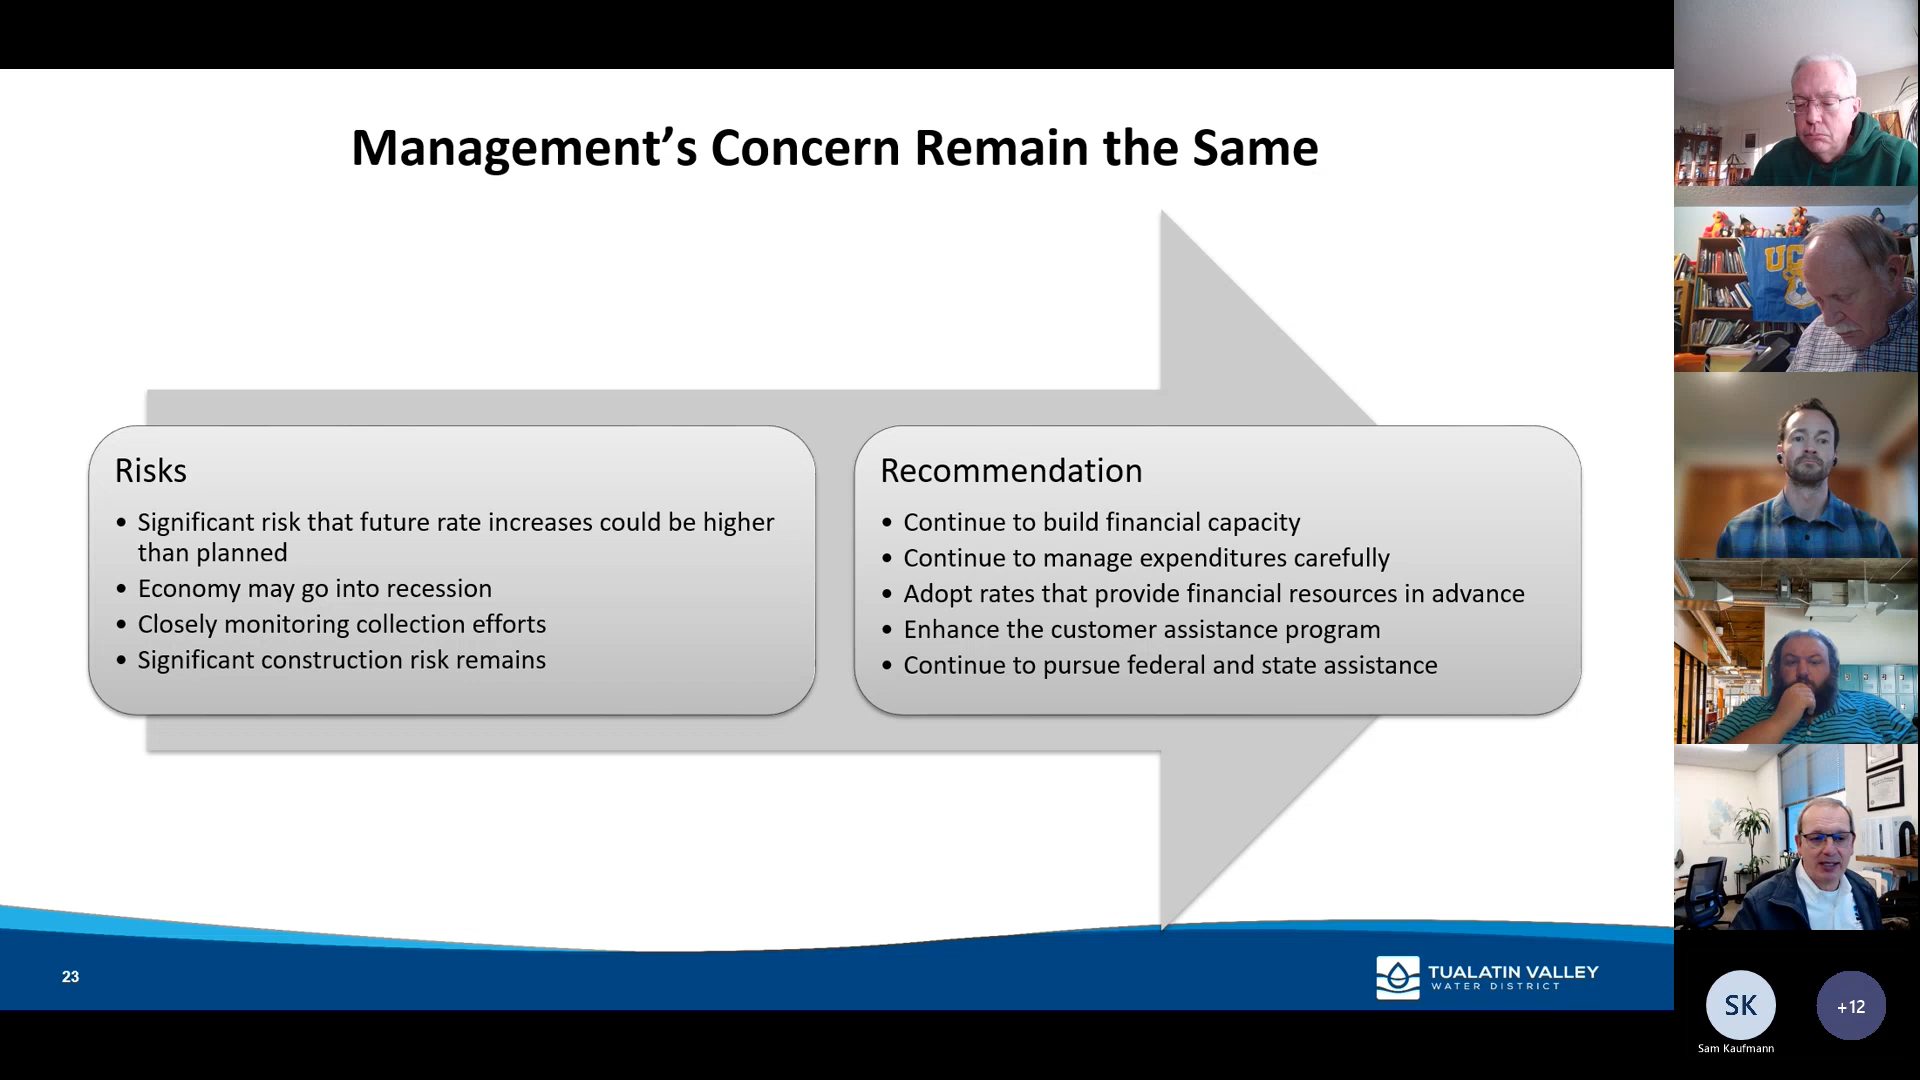 Management's Concern Remain the Same
Risks
• Significant risk that future rate increases could be higher
than planned
• Economy may go into recession
• Closely monitoring collection efforts
• Significant construction risk remains
Recommendation
• Continue to build financial capacity
• Continue to manage expenditures carefully
• Adopt rates that provide financial resources in advance
• Enhance the customer assistance program
• Continue to pursue federal and state assistance
23
TUALATIN VALLEY
WATER DISTRICT
UC
SK
+12
Sam Kaufmann